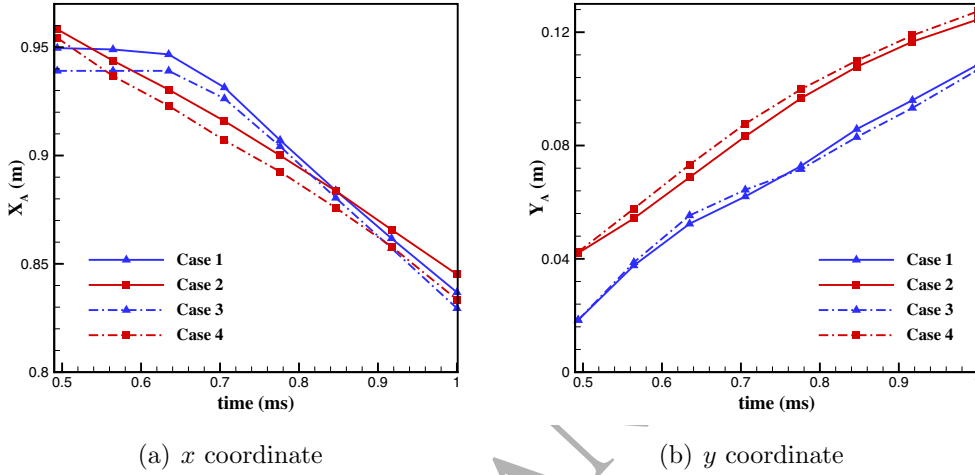 0.95
0.9
0.85
0.8
X_A (m)
Case 1
Case 2
Case 3
Case 4
0.5 0.6 0.7 0.8 0.9 1
time (ms)
(a) x coordinate
0.12
0.08
0.04
0
Y_A (m)
Case 1
Case 2
Case 3
Case 4
0.5 0.6 0.7 0.8 0.9
time (ms)
(b) y coordinate